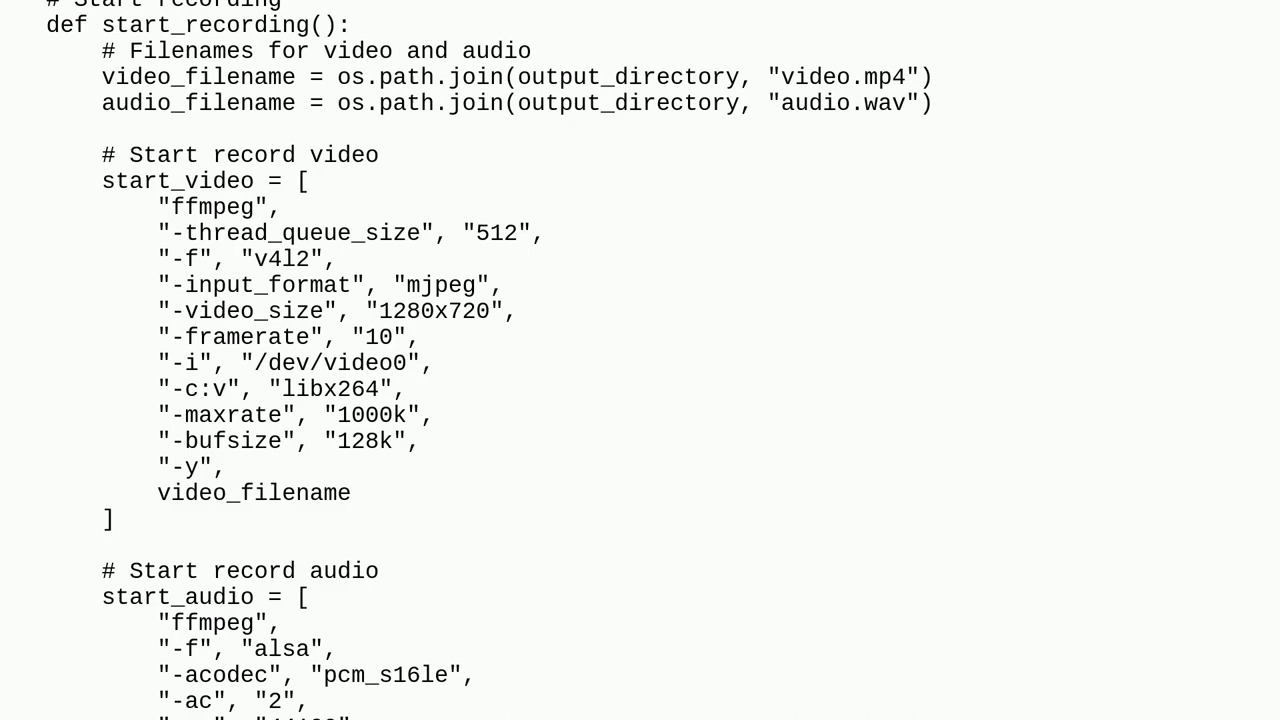 # Start recording
def start_recording():
    # Filenames for video and audio
    video_filename = os.path.join(output_directory, "video.mp4")
    audio_filename = os.path.join(output_directory, "audio.wav")

    # Start record video
    start_video = [
        "ffmpeg",
        "-thread_queue_size", "512",
        "-f", "v4l2",
        "-input_format", "mjpeg",
        "-video_size", "1280x720",
        "-framerate", "10",
        "-i", "/dev/video0",
        "-c:v", "libx264",
        "-maxrate", "1000k",
        "-bufsize", "128k",
        "-y",
        video_filename
    ]

    # Start record audio
    start_audio = [
        "ffmpeg",
        "-f", "alsa",
        "-acodec", "pcm_s16le",
        "-ac", "2",